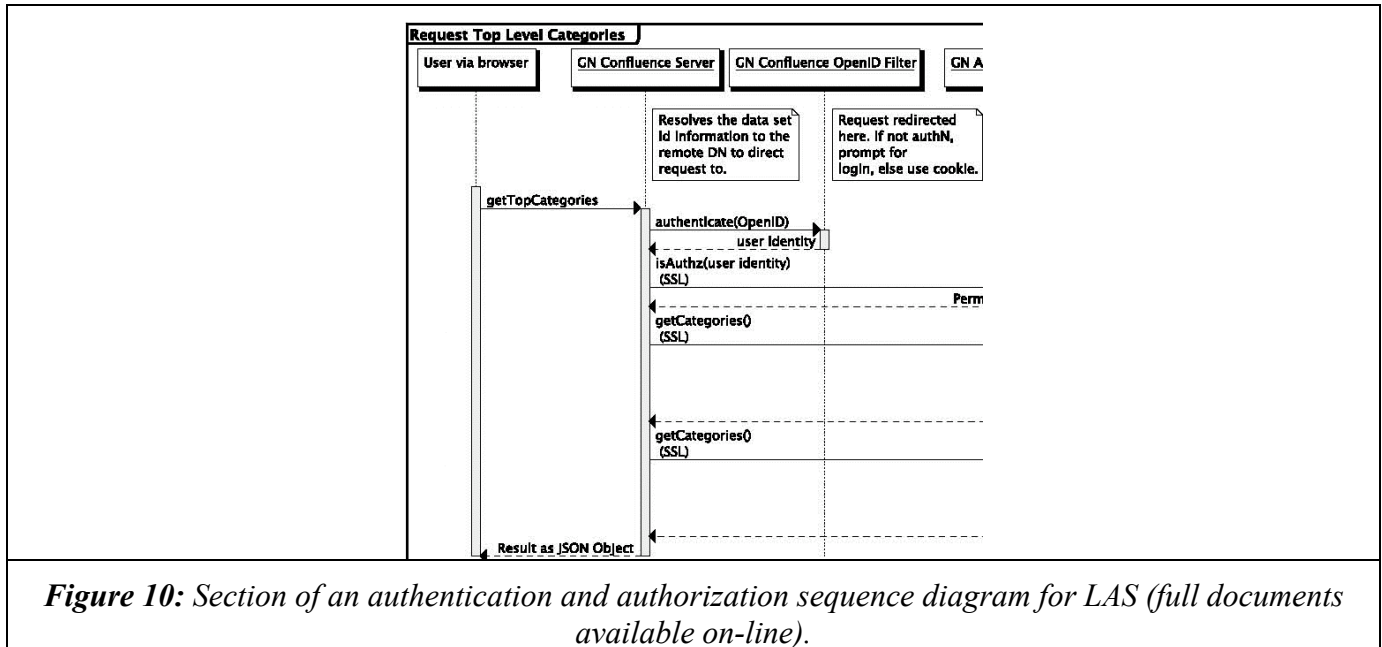 Request Top Level Categories
User via browser
GN Confluence Server
GN Confluence OpenID Filter
GN A
Resolves the data set
Id Information to the
remote DN to direct
request to.
Request redirected
here. If not authN,
prompt for
login, else use cookie.
getTopCategories
authenticate(OpenID)
user identity
isAuthz(user identity)
(SSL)
Perm
getCategories()
(SSL)
getCategories()
(SSL)
Result as JSON Object
Figure 10: Section of an authentication and authorization sequence diagram for LAS (full documents
available on-line).